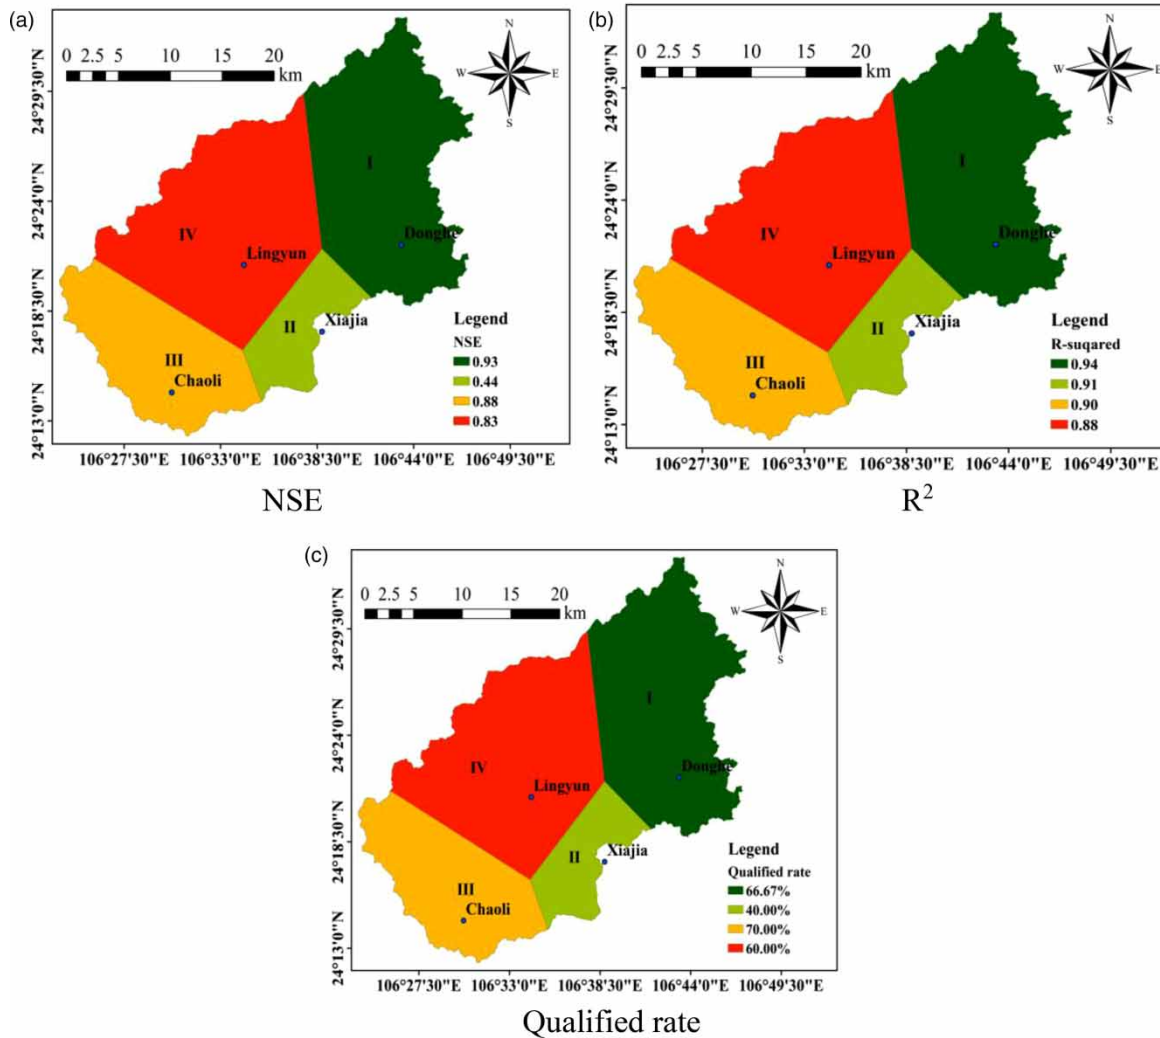 (a)
0 2.5 5 10 15 20
km
N
W E
S
24°29'30"N
24°24'0"N
24°18'30"N
24°13'0"N
I
IV
Donghe
Lingyun
II
Xiajia
III
Chaoli
Legend
NSE
0.93
0.44
0.88
0.83
106°27'30"E 106°33'0"E 106°38'30"E 106°44'0"E 106°49'30"E
NSE
(b)
0 2.5 5 10 15 20
km
N
W E
S
24°29'30"N
24°24'0"N
24°18'30"N
24°13'0"N
I
IV
Donghe
Lingyun
II
Xiajia
III
Chaoli
Legend
R-suqared
0.94
0.91
0.90
0.88
106°27'30"E 106°33'0"E 106°38'30"E 106°44'0"E 106°49'30"E
R²
(c)
0 2.5 5 10 15 20
km
N
W E
S
24°29'30"N
24°24'0"N
24°18'30"N
24°13'0"N
I
IV
Donghe
Lingyun
II
Xiajia
III
Chaoli
Legend
Qualified rate
66.67%
40.00%
70.00%
60.00%
106°27'30"E 106°33'0"E 106°38'30"E 106°44'0"E 106°49'30"E
Qualified rate